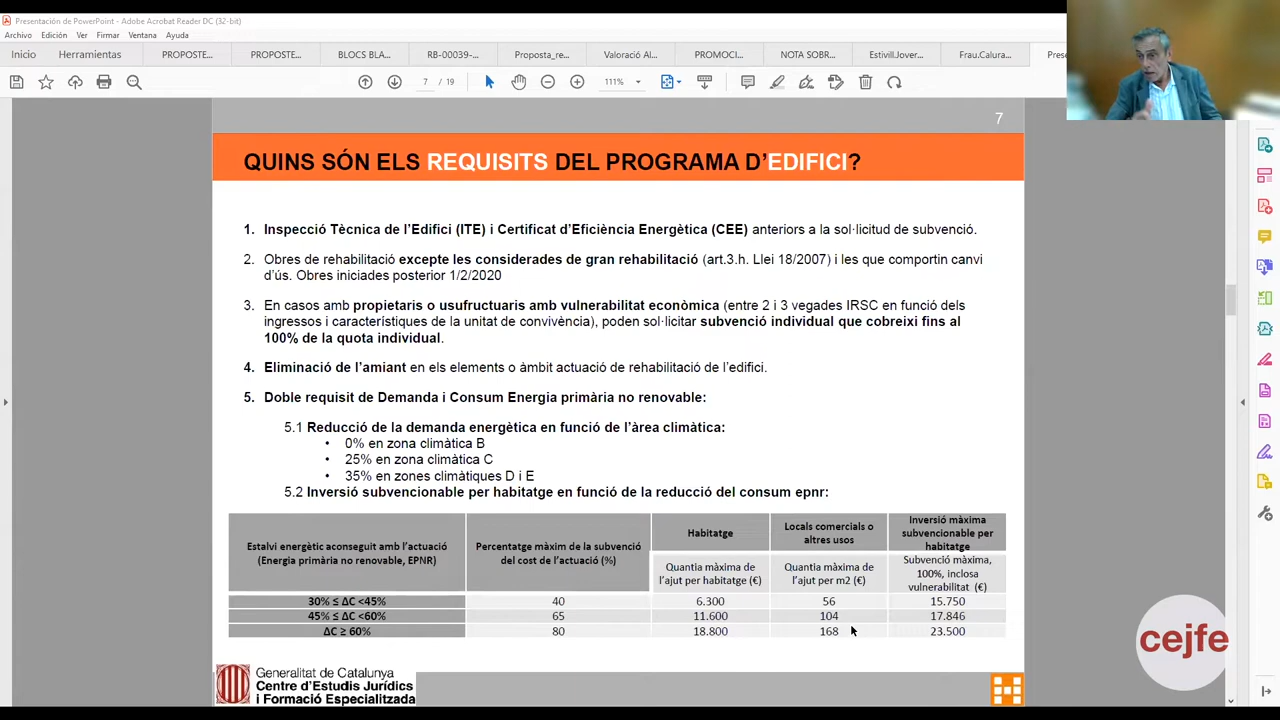 Presentación de PowerPoint - Adobe Acrobat Reader DC (32-bit)
Archivo Edición Ver Firmar Ventana Ayuda
Inicio Herramientas PROPOSTE... PROPOSTE... BLOCS BLA... RB-00039-... Proposta_re... Valoració Al... PROMOCI... NOTA SOBR... Estivill.Jover... Frau.Calura... Prese
7 / 19 111%
7
QUINS SÓN ELS REQUISITS DEL PROGRAMA D’EDIFICI?
1. Inspecció Tècnica de l’Edifici (ITE) i Certificat d’Eficiència Energètica (CEE) anteriors a la sol·licitud de subvenció.
2. Obres de rehabilitació excepte les considerades de gran rehabilitació (art.3.h. Llei 18/2007) i les que comportin canvi
d’ús. Obres iniciades posterior 1/2/2020
3. En casos amb propietaris o usufructuaris amb vulnerabilitat econòmica (entre 2 i 3 vegades IRSC en funció dels
ingressos i característiques de la unitat de convivència), poden sol·licitar subvenció individual que cobreixi fins al
100% de la quota individual.
4. Eliminació de l’amiant en els elements o àmbit actuació de rehabilitació de l’edifici.
5. Doble requisit de Demanda i Consum Energia primària no renovable:
5.1 Reducció de la demanda energètica en funció de l’àrea climàtica:
• 0% en zona climàtica B
• 25% en zona climàtica C
• 35% en zones climàtiques D i E
5.2 Inversió subvencionable per habitatge en funció de la reducció del consum epnr:
Estalvi energètic aconseguit amb l’actuació
(Energia primària no renovable, EPNR)
Percentatge màxim de la subvenció
del cost de l’actuació (%)
Habitatge
Locals comercials o
altres usos
Inversió màxima
subvencionable per
habitatge
Quantia màxima de
l’ajut per habitatge (€)
Quantia màxima de
l’ajut per m2 (€)
Subvenció màxima,
100%, inclosa
vulnerabilitat (€)
30% ≤ ΔC <45% 40 6.300 56 15.750
45% ≤ ΔC <60% 65 11.600 104 17.846
ΔC ≥ 60% 80 18.800 168 23.500
Generalitat de Catalunya
Centre d’Estudis Jurídics
i Formació Especialitzada
cejfe